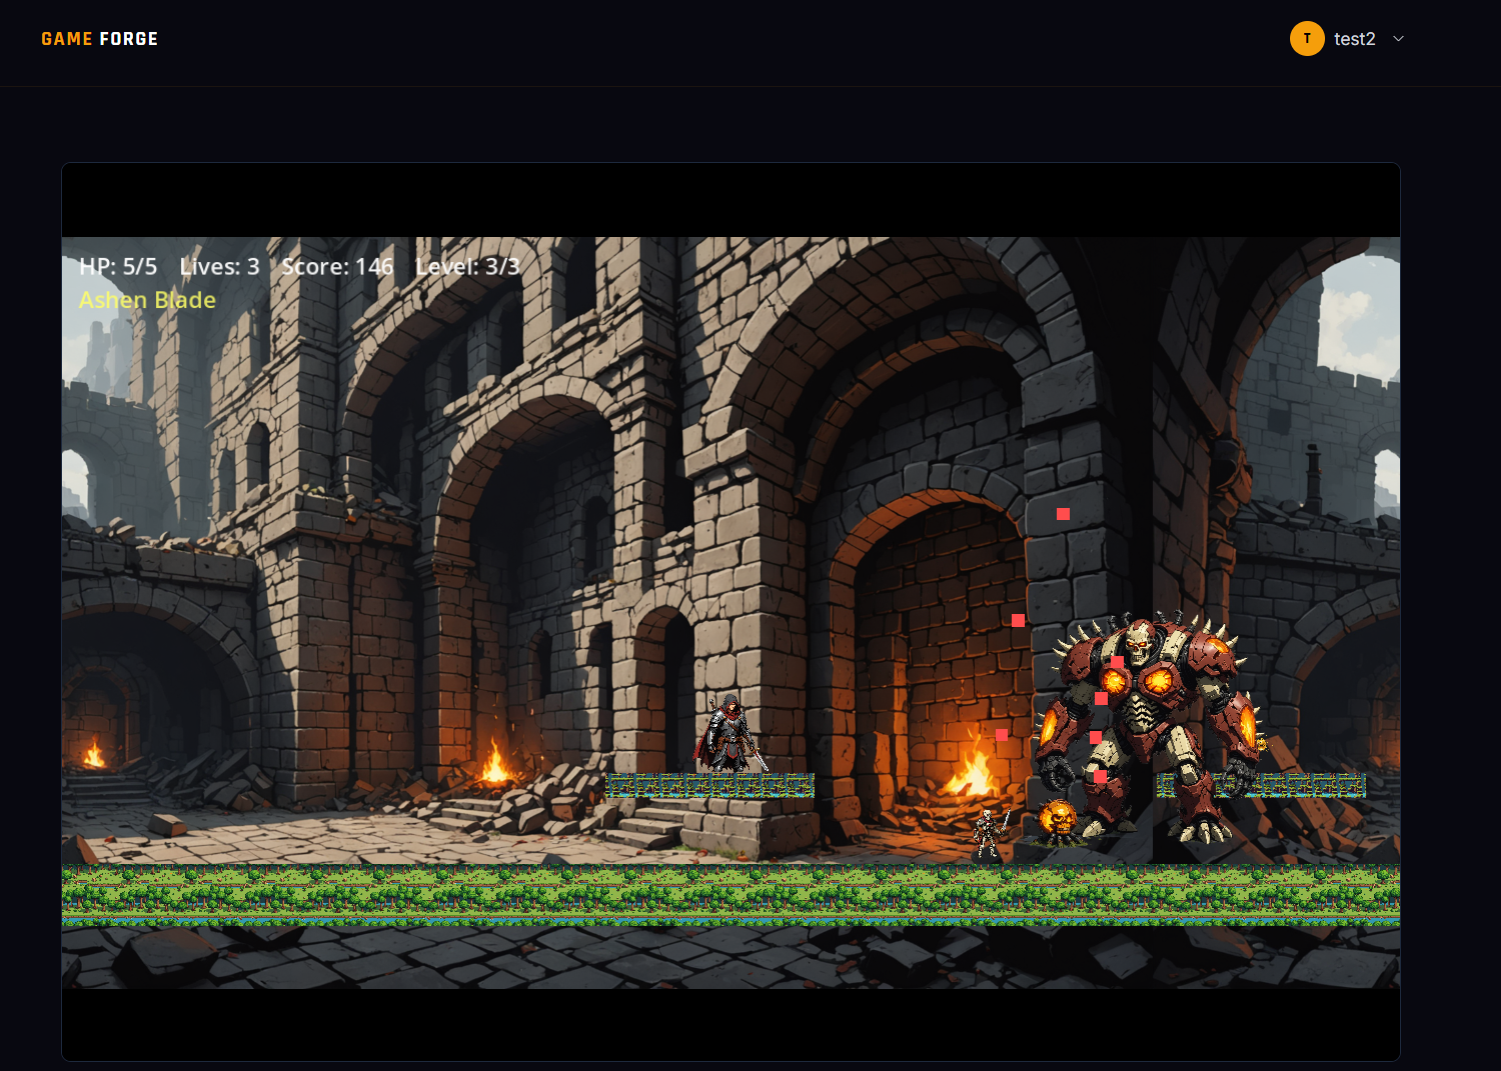 GAME FORGE
T test2
HP: 5/5 Lives: 3 Score: 146 Level: 3/3
Ashen Blade